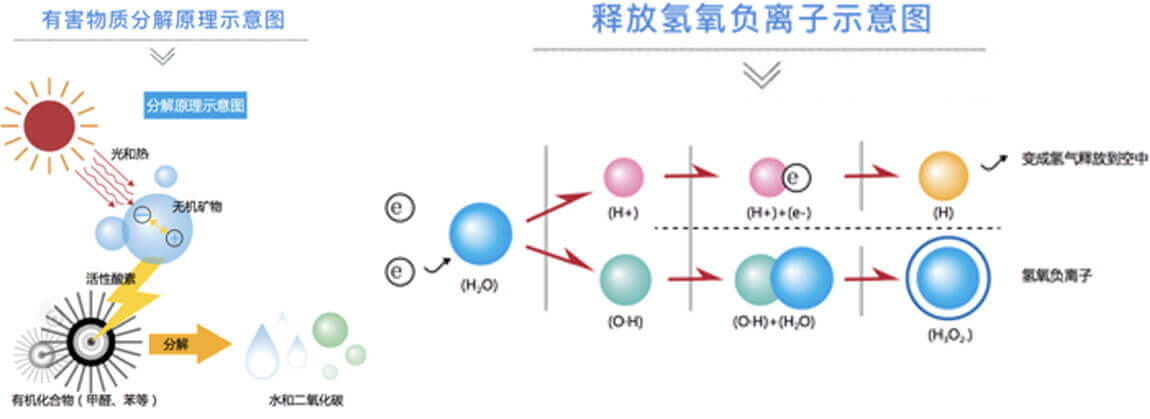 有害物质分解原理示意图
分解原理示意图
光和热
无机矿物
活性酸素
分解
有机化合物（甲醛、苯等）
水和二氧化碳
释放氢氧负离子示意图
e
e
(H₂O)
(H+)
e
(H+)+(e-)
(H)
变成氢气释放到空中
(O·H)
(O·H)+(H₂O)
(H₃O₂.)
氢氧负离子